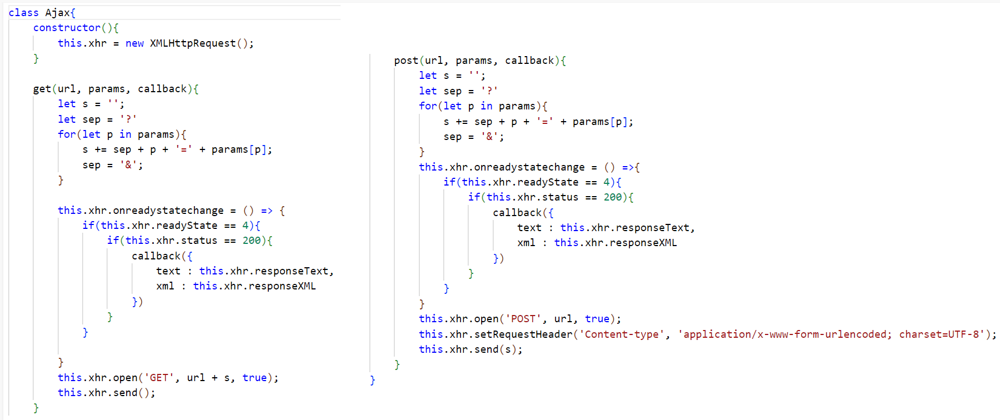 class Ajax{
    constructor(){
        this.xhr = new XMLHttpRequest();
    }

    get(url, params, callback){
        let s = '';
        let sep = '?'
        for(let p in params){
            s += sep + p + '=' + params[p];
            sep = '&';
        }

        this.xhr.onreadystatechange = () => {
            if(this.xhr.readyState == 4){
                if(this.xhr.status == 200){
                    callback({
                        text : this.xhr.responseText,
                        xml : this.xhr.responseXML
                    })
                }
            }

        }
        this.xhr.open('GET', url + s, true);
        this.xhr.send();
    }
    post(url, params, callback){
        let s = '';
        let sep = '?'
        for(let p in params){
            s += sep + p + '=' + params[p];
            sep = '&';
        }
        this.xhr.onreadystatechange = () =>{
            if(this.xhr.readyState == 4){
                if(this.xhr.status == 200){
                    callback({
                        text : this.xhr.responseText,
                        xml : this.xhr.responseXML
                    })
                }
            }
        }
        this.xhr.open('POST', url, true);
        this.xhr.setRequestHeader('Content-type', 'application/x-www-form-urlencoded; charset=UTF-8');
        this.xhr.send(s);
    }
}